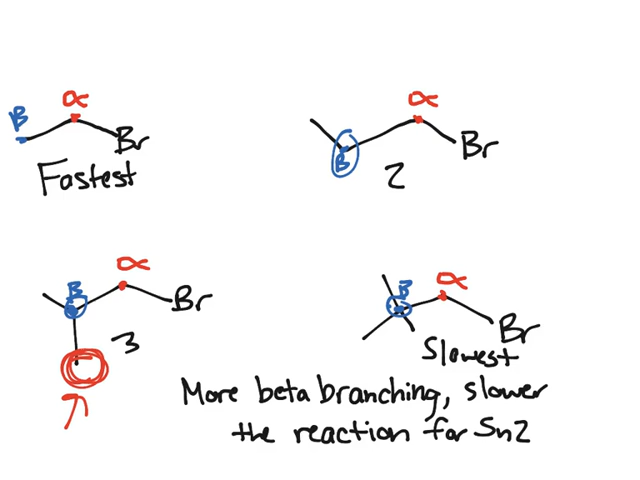 α
B
Br
Fastest
α
B
Br
2
α
B
Br
3
α
B
Br
Slowest
More beta branching, slower
the reaction for Sn2